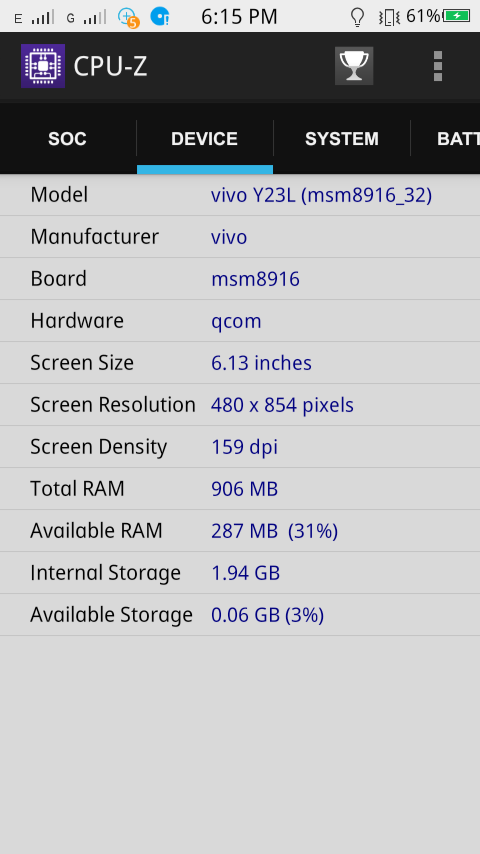 E G 5 6:15 PM 61%
CPU-Z
SOC DEVICE SYSTEM BATT
Model vivo Y23L (msm8916_32)
Manufacturer vivo
Board msm8916
Hardware qcom
Screen Size 6.13 inches
Screen Resolution 480 x 854 pixels
Screen Density 159 dpi
Total RAM 906 MB
Available RAM 287 MB (31%)
Internal Storage 1.94 GB
Available Storage 0.06 GB (3%)